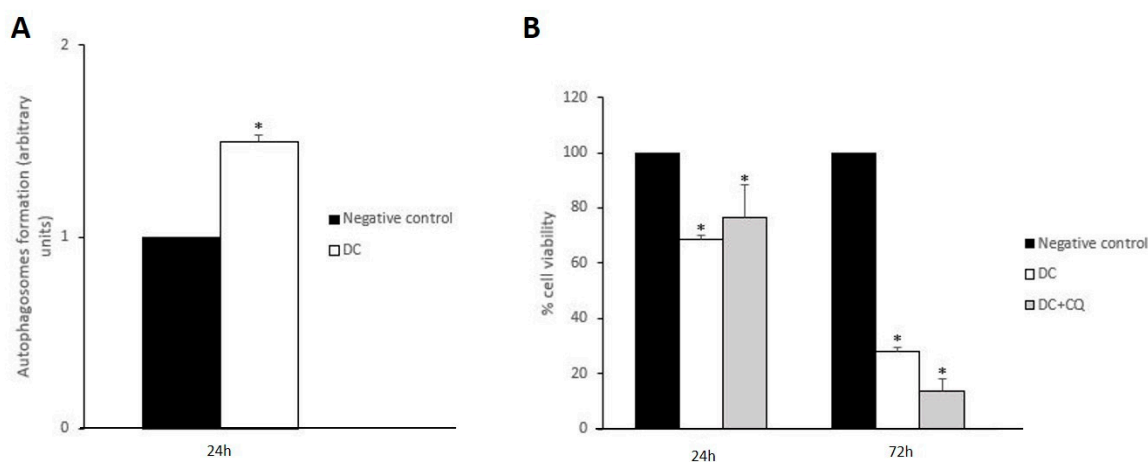 A
2
1
0
Autophagosomes formation (arbitrary
units)
*
24h
Negative control
DC
B
120
100
80
60
40
20
0
% cell viability
*
*
*
*
24h
72h
Negative control
DC
DC+CQ